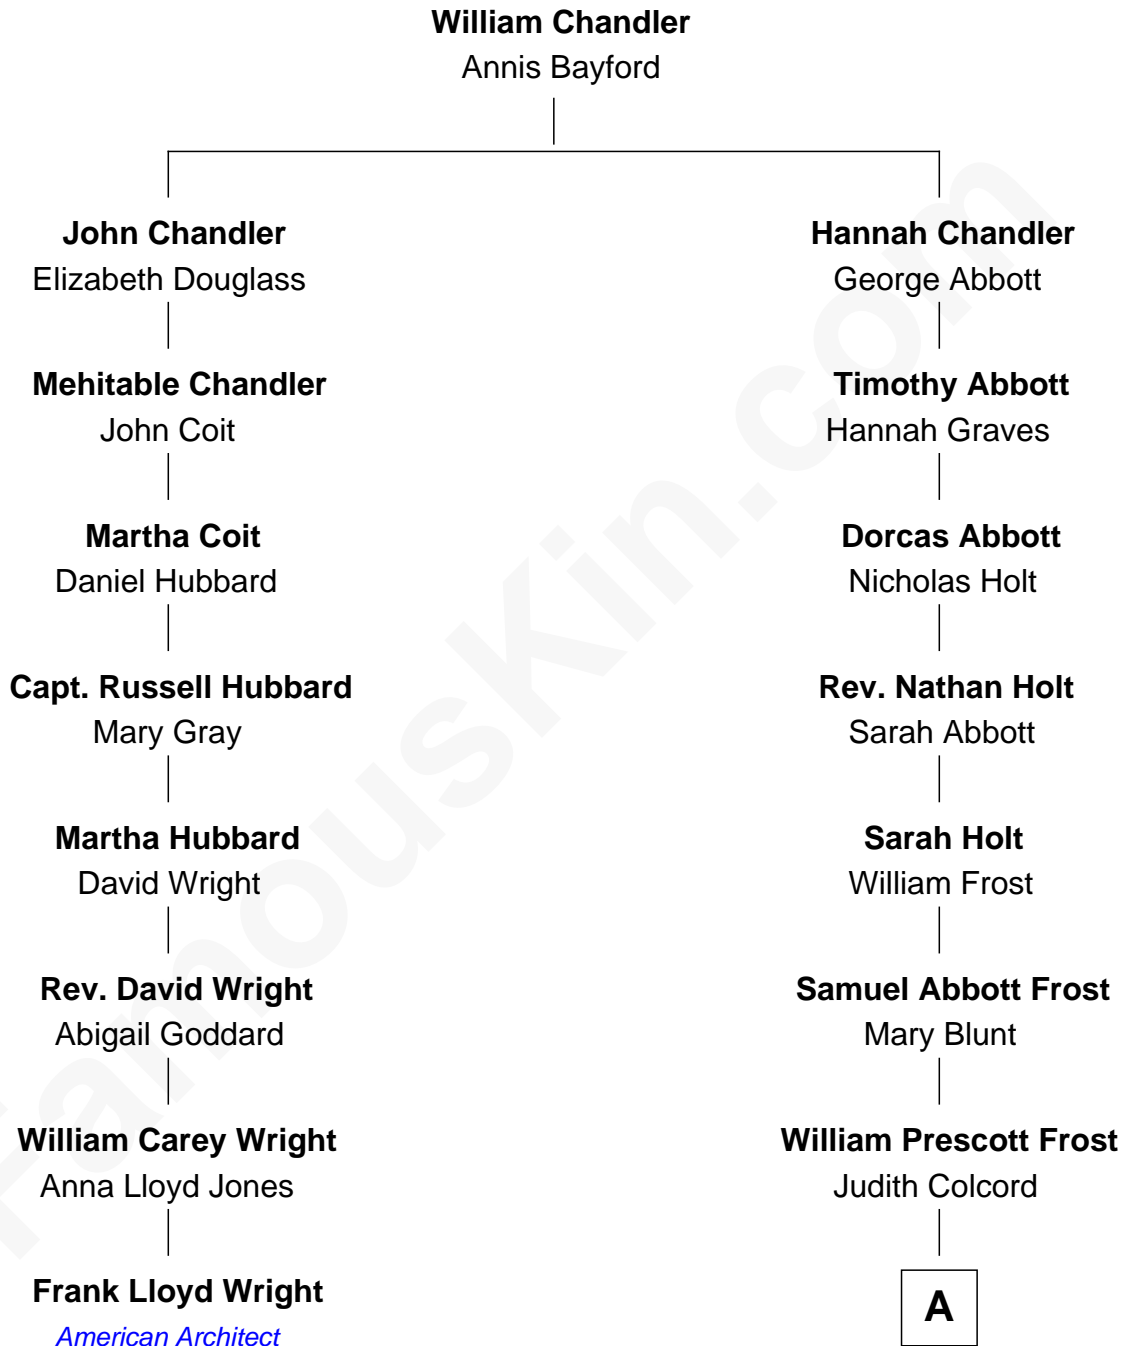 William Chandler
Annis Bayford
John Chandler
Elizabeth Douglass
Hannah Chandler
George Abbott
Mehitable Chandler
John Coit
Timothy Abbott
Hannah Graves
Martha Coit
Daniel Hubbard
Dorcas Abbott
Nicholas Holt
Capt. Russell Hubbard
Mary Gray
Rev. Nathan Holt
Sarah Abbott
Martha Hubbard
David Wright
Sarah Holt
William Frost
Rev. David Wright
Abigail Goddard
Samuel Abbott Frost
Mary Blunt
William Carey Wright
Anna Lloyd Jones
William Prescott Frost
Judith Colcord
Frank Lloyd Wright
American Architect
A
FamousKin.com